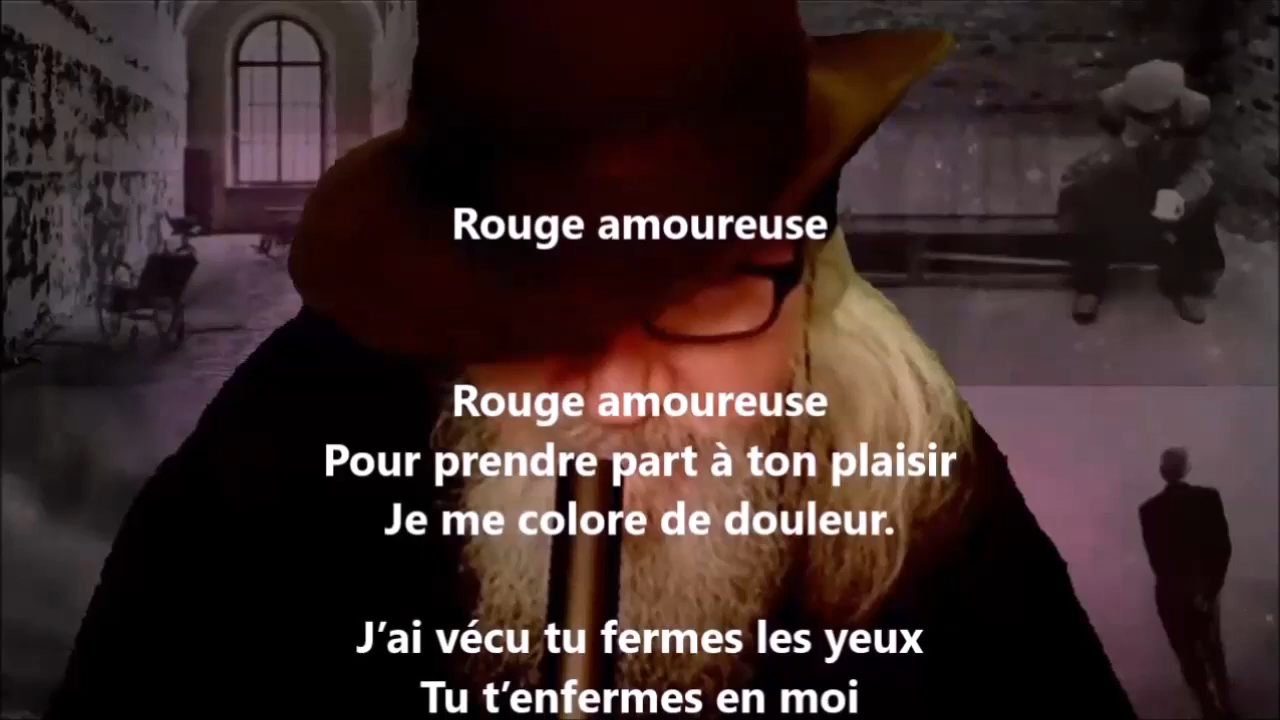 Rouge amoureuse
Rouge amoureuse
Pour prendre part à ton plaisir
Je me colore de douleur.
J’ai vécu tu fermes les yeux
Tu t’enfermes en moi